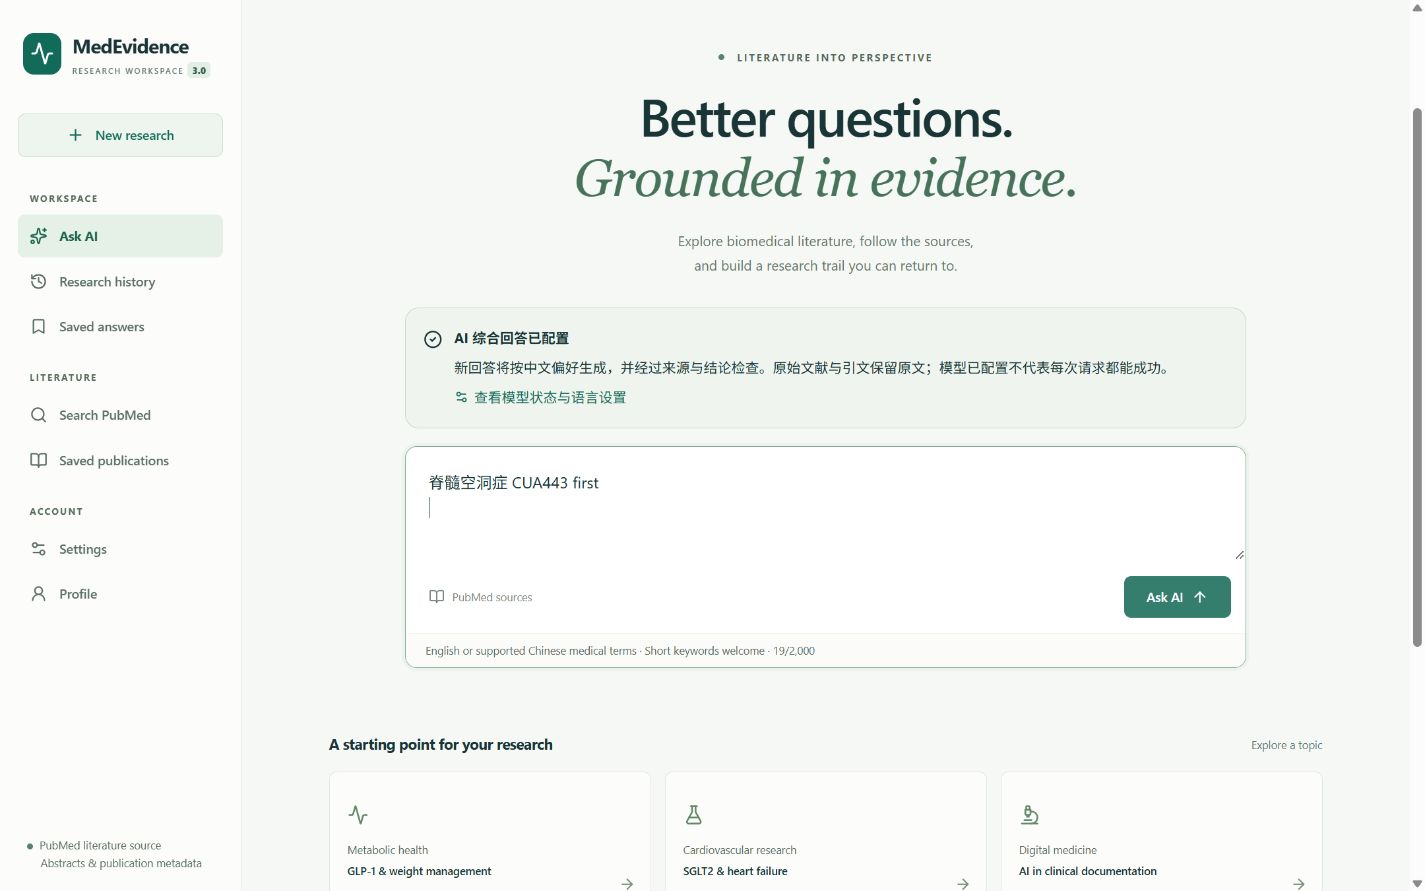 MedEvidence
RESEARCH WORKSPACE 3.0
New research
WORKSPACE
Ask AI
Research history
Saved answers
LITERATURE
Search PubMed
Saved publications
ACCOUNT
Settings
Profile
PubMed literature source
Abstracts & publication metadata
LITERATURE INTO PERSPECTIVE
Better questions.
Grounded in evidence.
Explore biomedical literature, follow the sources,
and build a research trail you can return to.
AI 综合回答已配置
新回答将按中文偏好生成，并经过来源与结论检查。原始文献与引文保留原文；模型已配置不代表每次请求都能成功。
查看模型状态与语言设置
脊髓空洞症 CUA443 first
PubMed sources
Ask AI
English or supported Chinese medical terms · Short keywords welcome · 19/2,000
A starting point for your research
Explore a topic
Metabolic health
GLP-1 & weight management
Cardiovascular research
SGLT2 & heart failure
Digital medicine
AI in clinical documentation